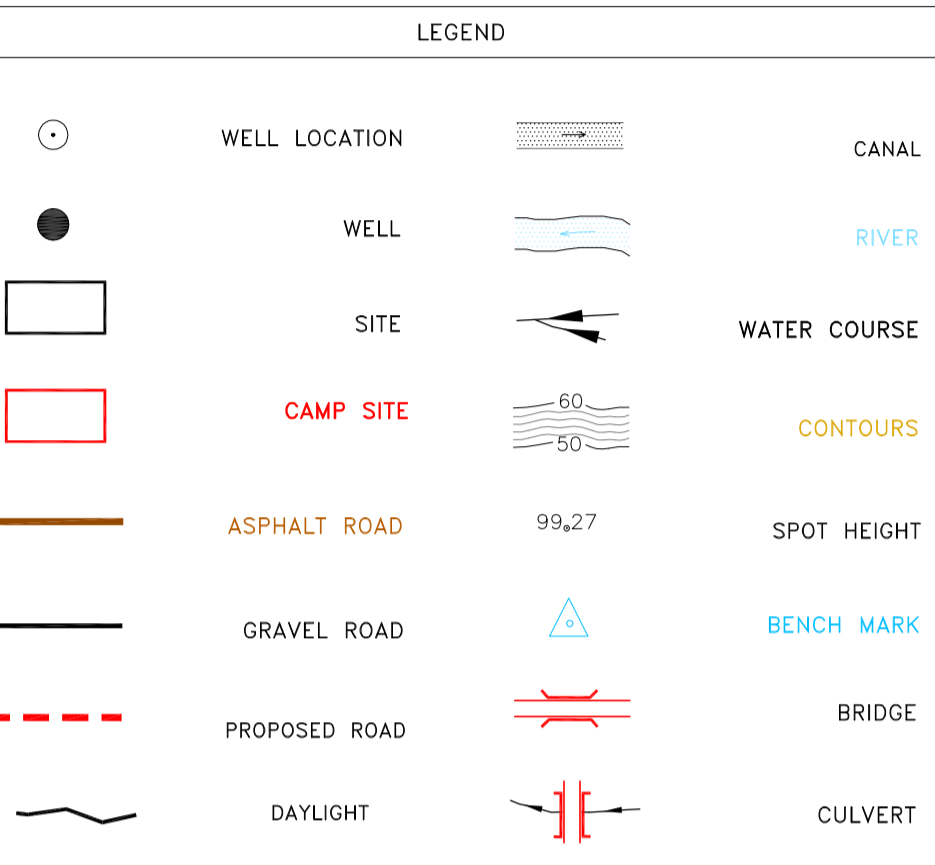 LEGEND
WELL LOCATION
CANAL
WELL
RIVER
SITE
WATER COURSE
CAMP SITE
60
50
CONTOURS
ASPHALT ROAD
99.27
SPOT HEIGHT
GRAVEL ROAD
BENCH MARK
PROPOSED ROAD
BRIDGE
DAYLIGHT
CULVERT